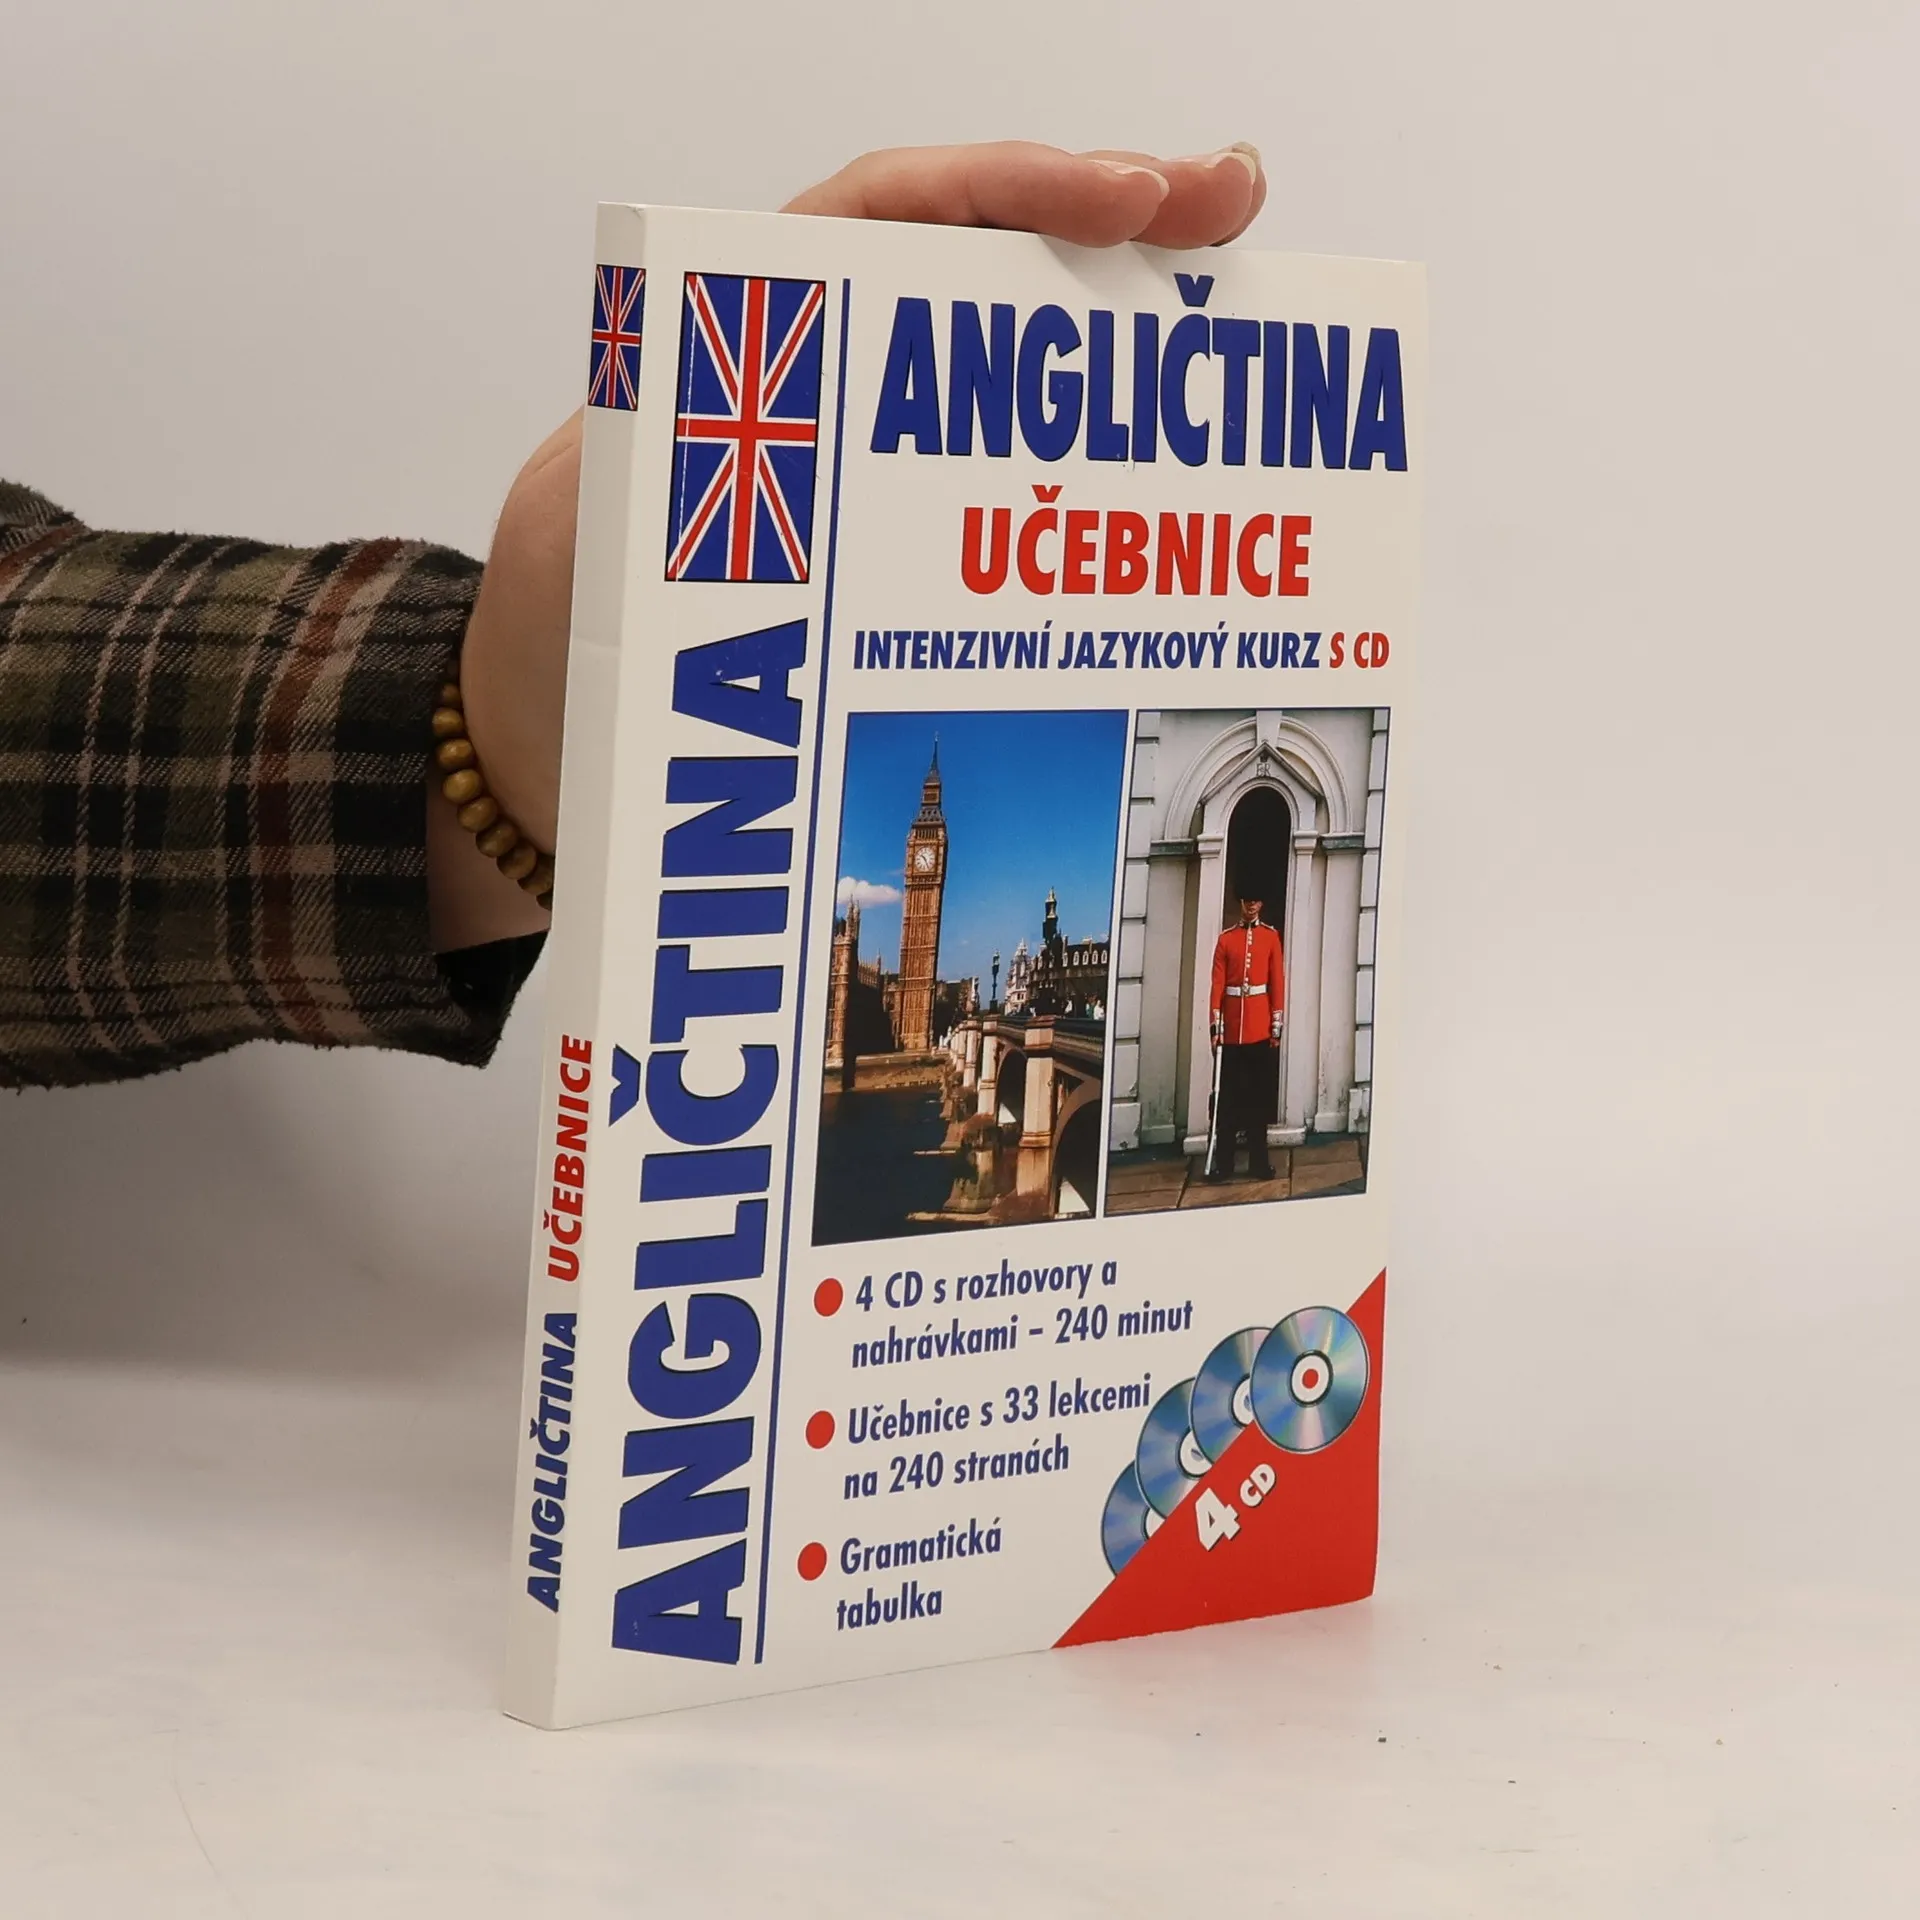 ANGLIČTINA UČEBNICE
ANGLIČTINA
ANGLIČTINA
UČEBNICE
INTENZIVNÍ JAZYKOVÝ KURZ S CD
4 CD s rozhovory a
nahrávkami – 240 minut
Učebnice s 33 lekcemi
na 240 stranách
Gramatická
tabulka
4 CD